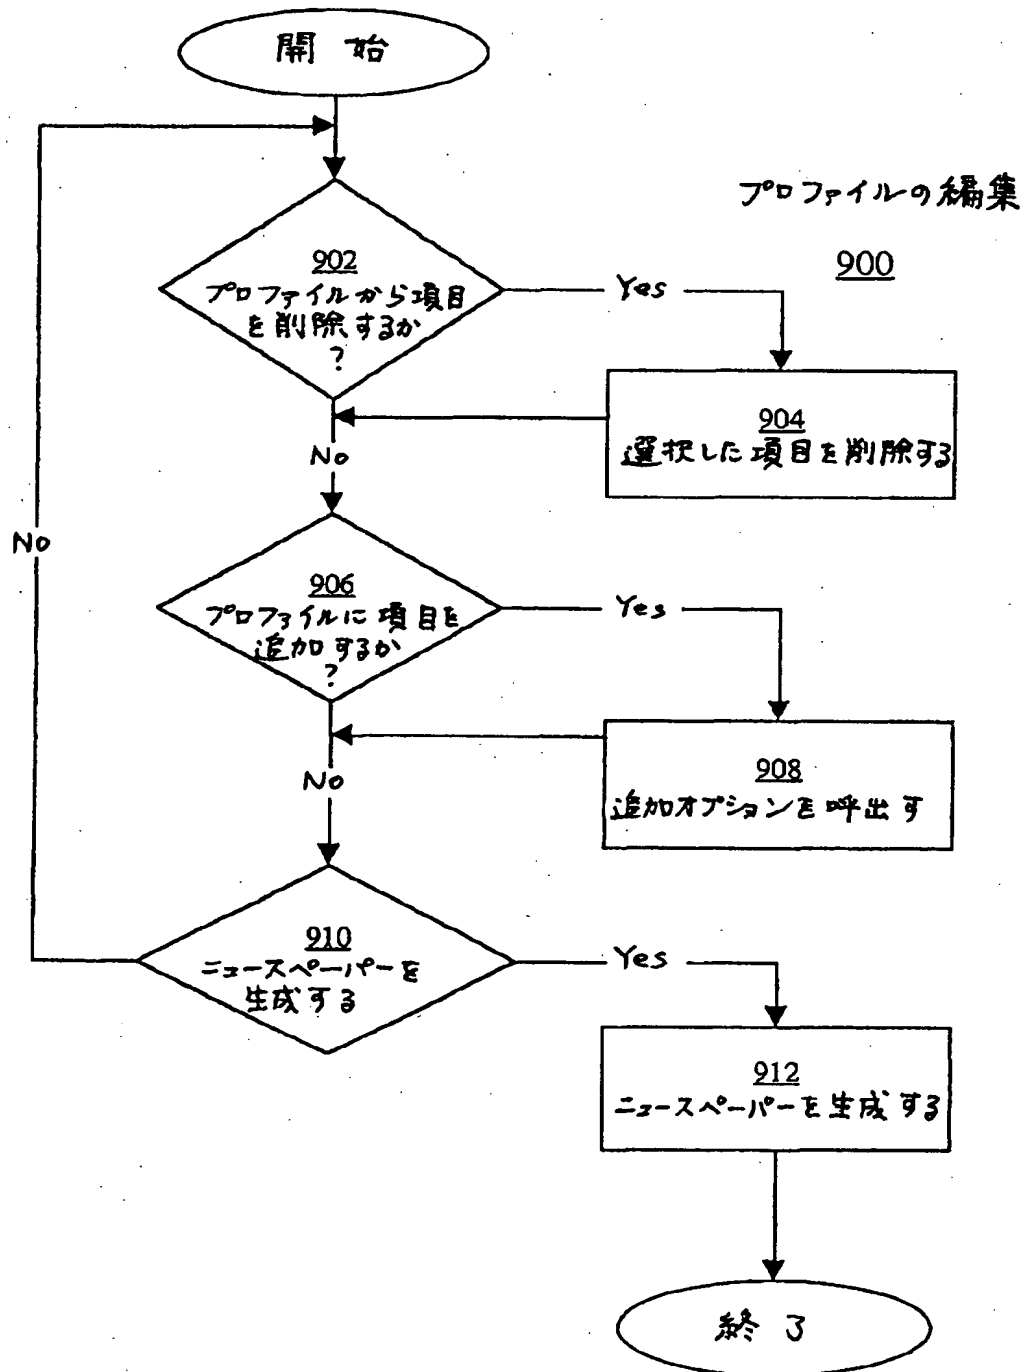 開始
プロファイルの編集
900
902
プロファイルから項目
を削除するか
?
Yes
904
選択した項目を削除する
No
No
906
プロファイルに項目を
追加するか
?
Yes
908
追加オプションを呼出す
No
910
ニュースペーパーを
生成する
Yes
912
ニュースペーパーを生成する
終了